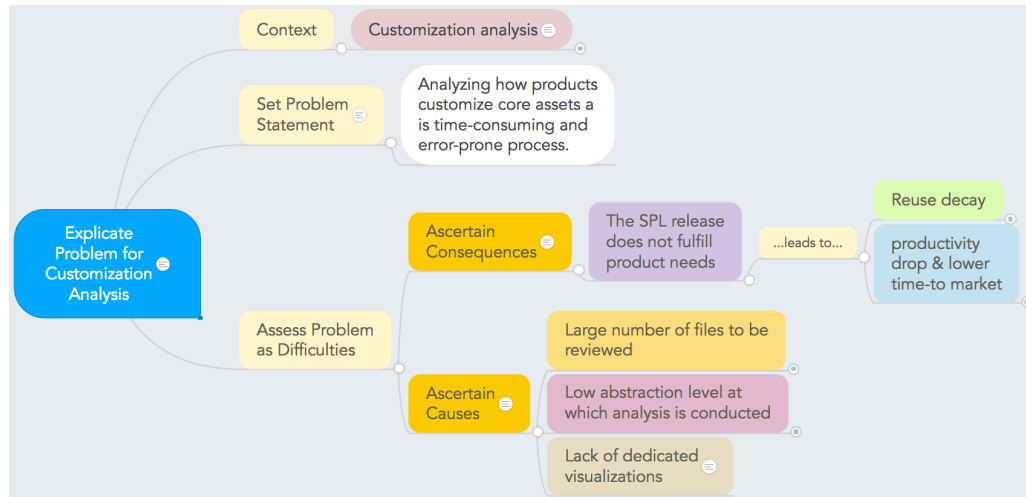 Context
Customization analysis
Set Problem
Statement
Analyzing how products
customize core assets a
is time-consuming and
error-prone process.
Explicate
Problem for
Customization
Analysis
Assess Problem
as Difficulties
Ascertain
Consequences
The SPL release
does not fulfill
product needs
...leads to...
Reuse decay
productivity
drop & lower
time-to market
Ascertain
Causes
Large number of files to be
reviewed
Low abstraction level at
which analysis is conducted
Lack of dedicated
visualizations